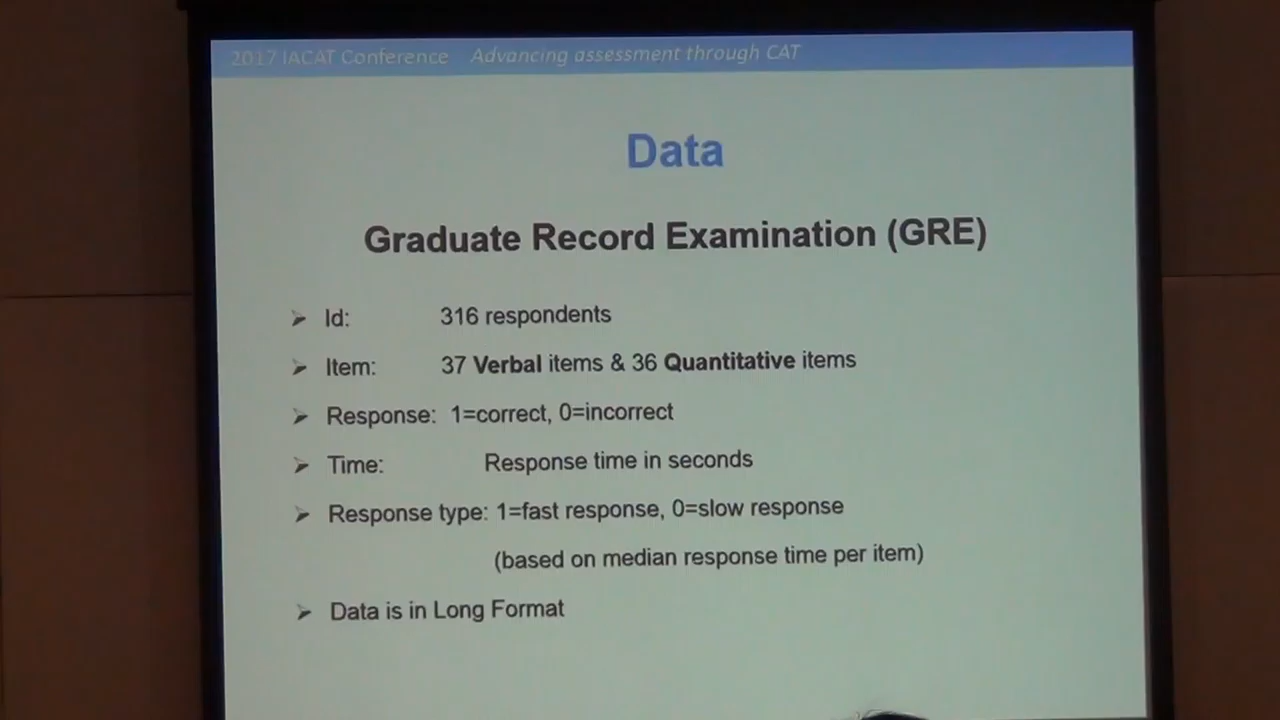 2017 IACAT Conference Advancing assessment through CAT
Data
Graduate Record Examination (GRE)
➢ Id: 316 respondents
➢ Item: 37 Verbal items & 36 Quantitative items
➢ Response: 1=correct, 0=incorrect
➢ Time: Response time in seconds
➢ Response type: 1=fast response, 0=slow response
(based on median response time per item)
➢ Data is in Long Format